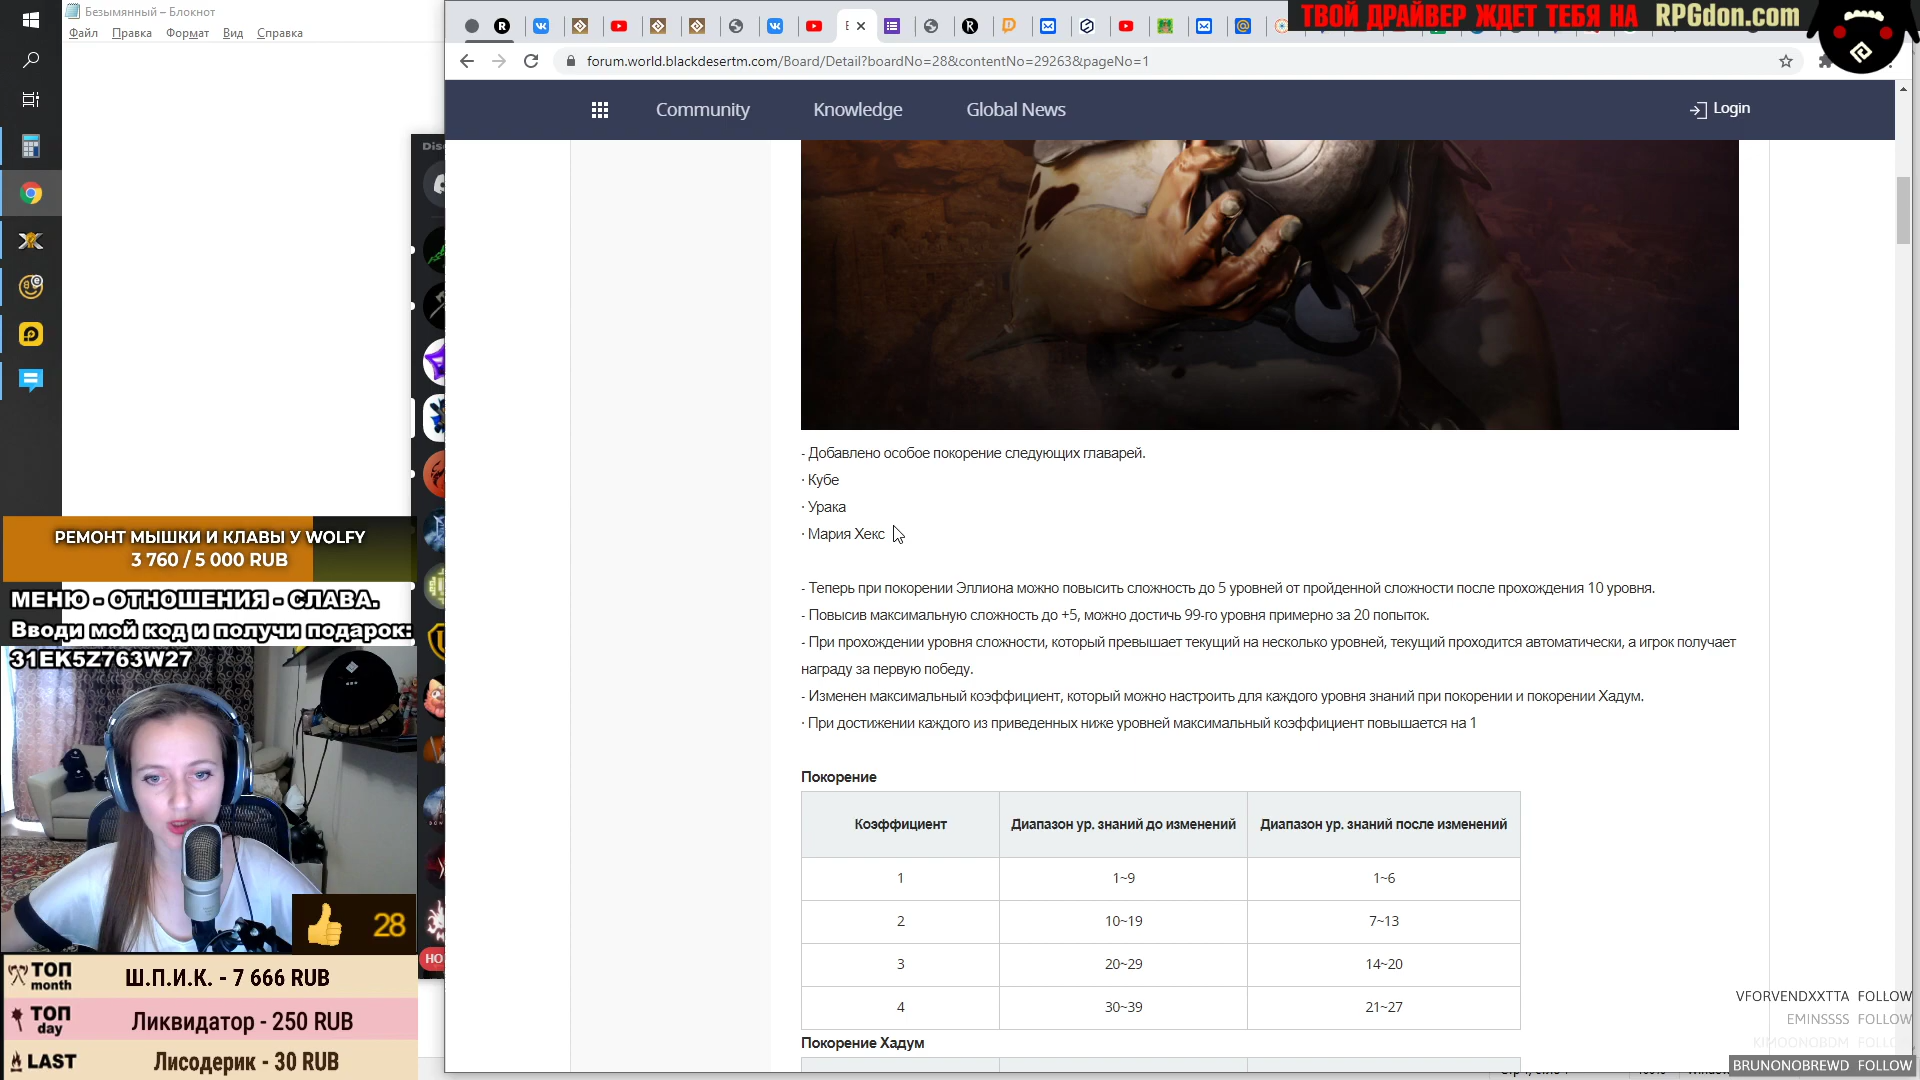 Безымянный – Блокнот
Файл Правка Формат Вид Справка
ТВОЙ ДРАЙВЕР ЖДЕТ ТЕБЯ НА RPGdon.com
forum.world.blackdesertm.com/Board/Detail?boardNo=28&contentNo=29263&pageNo=1
Community Knowledge Global News Login
- Добавлено особое покорение следующих главарей.
· Кубе
· Урака
· Мария Хекс
- Теперь при покорении Эллиона можно повысить сложность до 5 уровней от пройденной сложности после прохождения 10 уровня.
- Повысив максимальную сложность до +5, можно достичь 99-го уровня примерно за 20 попыток.
- При прохождении уровня сложности, который превышает текущий на несколько уровней, текущий проходится автоматически, а игрок получает
награду за первую победу.
- Изменен максимальный коэффициент, который можно настроить для каждого уровня знаний при покорении и покорении Хадум.
· При достижении каждого из приведенных ниже уровней максимальный коэффициент повышается на 1
Покорение
Коэффициент Диапазон ур. знаний до изменений Диапазон ур. знаний после изменений
1 1~9 1~6
2 10~19 7~13
3 20~29 14~20
4 30~39 21~27
Покорение Хадум
РЕМОНТ МЫШКИ И КЛАВЫ У WOLFY
3 760 / 5 000 RUB
МЕНЮ - ОТНОШЕНИЯ - СЛАВА.
Вводи мой код и получи подарок:
31EK5Z763W27
28
ТОП month Ш.П.И.К. - 7 666 RUB
ТОП day Ликвидатор - 250 RUB
LAST Лисодерик - 30 RUB
VFORVENDXXTTA FOLLOW
EMINSSSS FOLLOW
KIMOONOBDM FOLLOW
BRUNONOBREWD FOLLOW